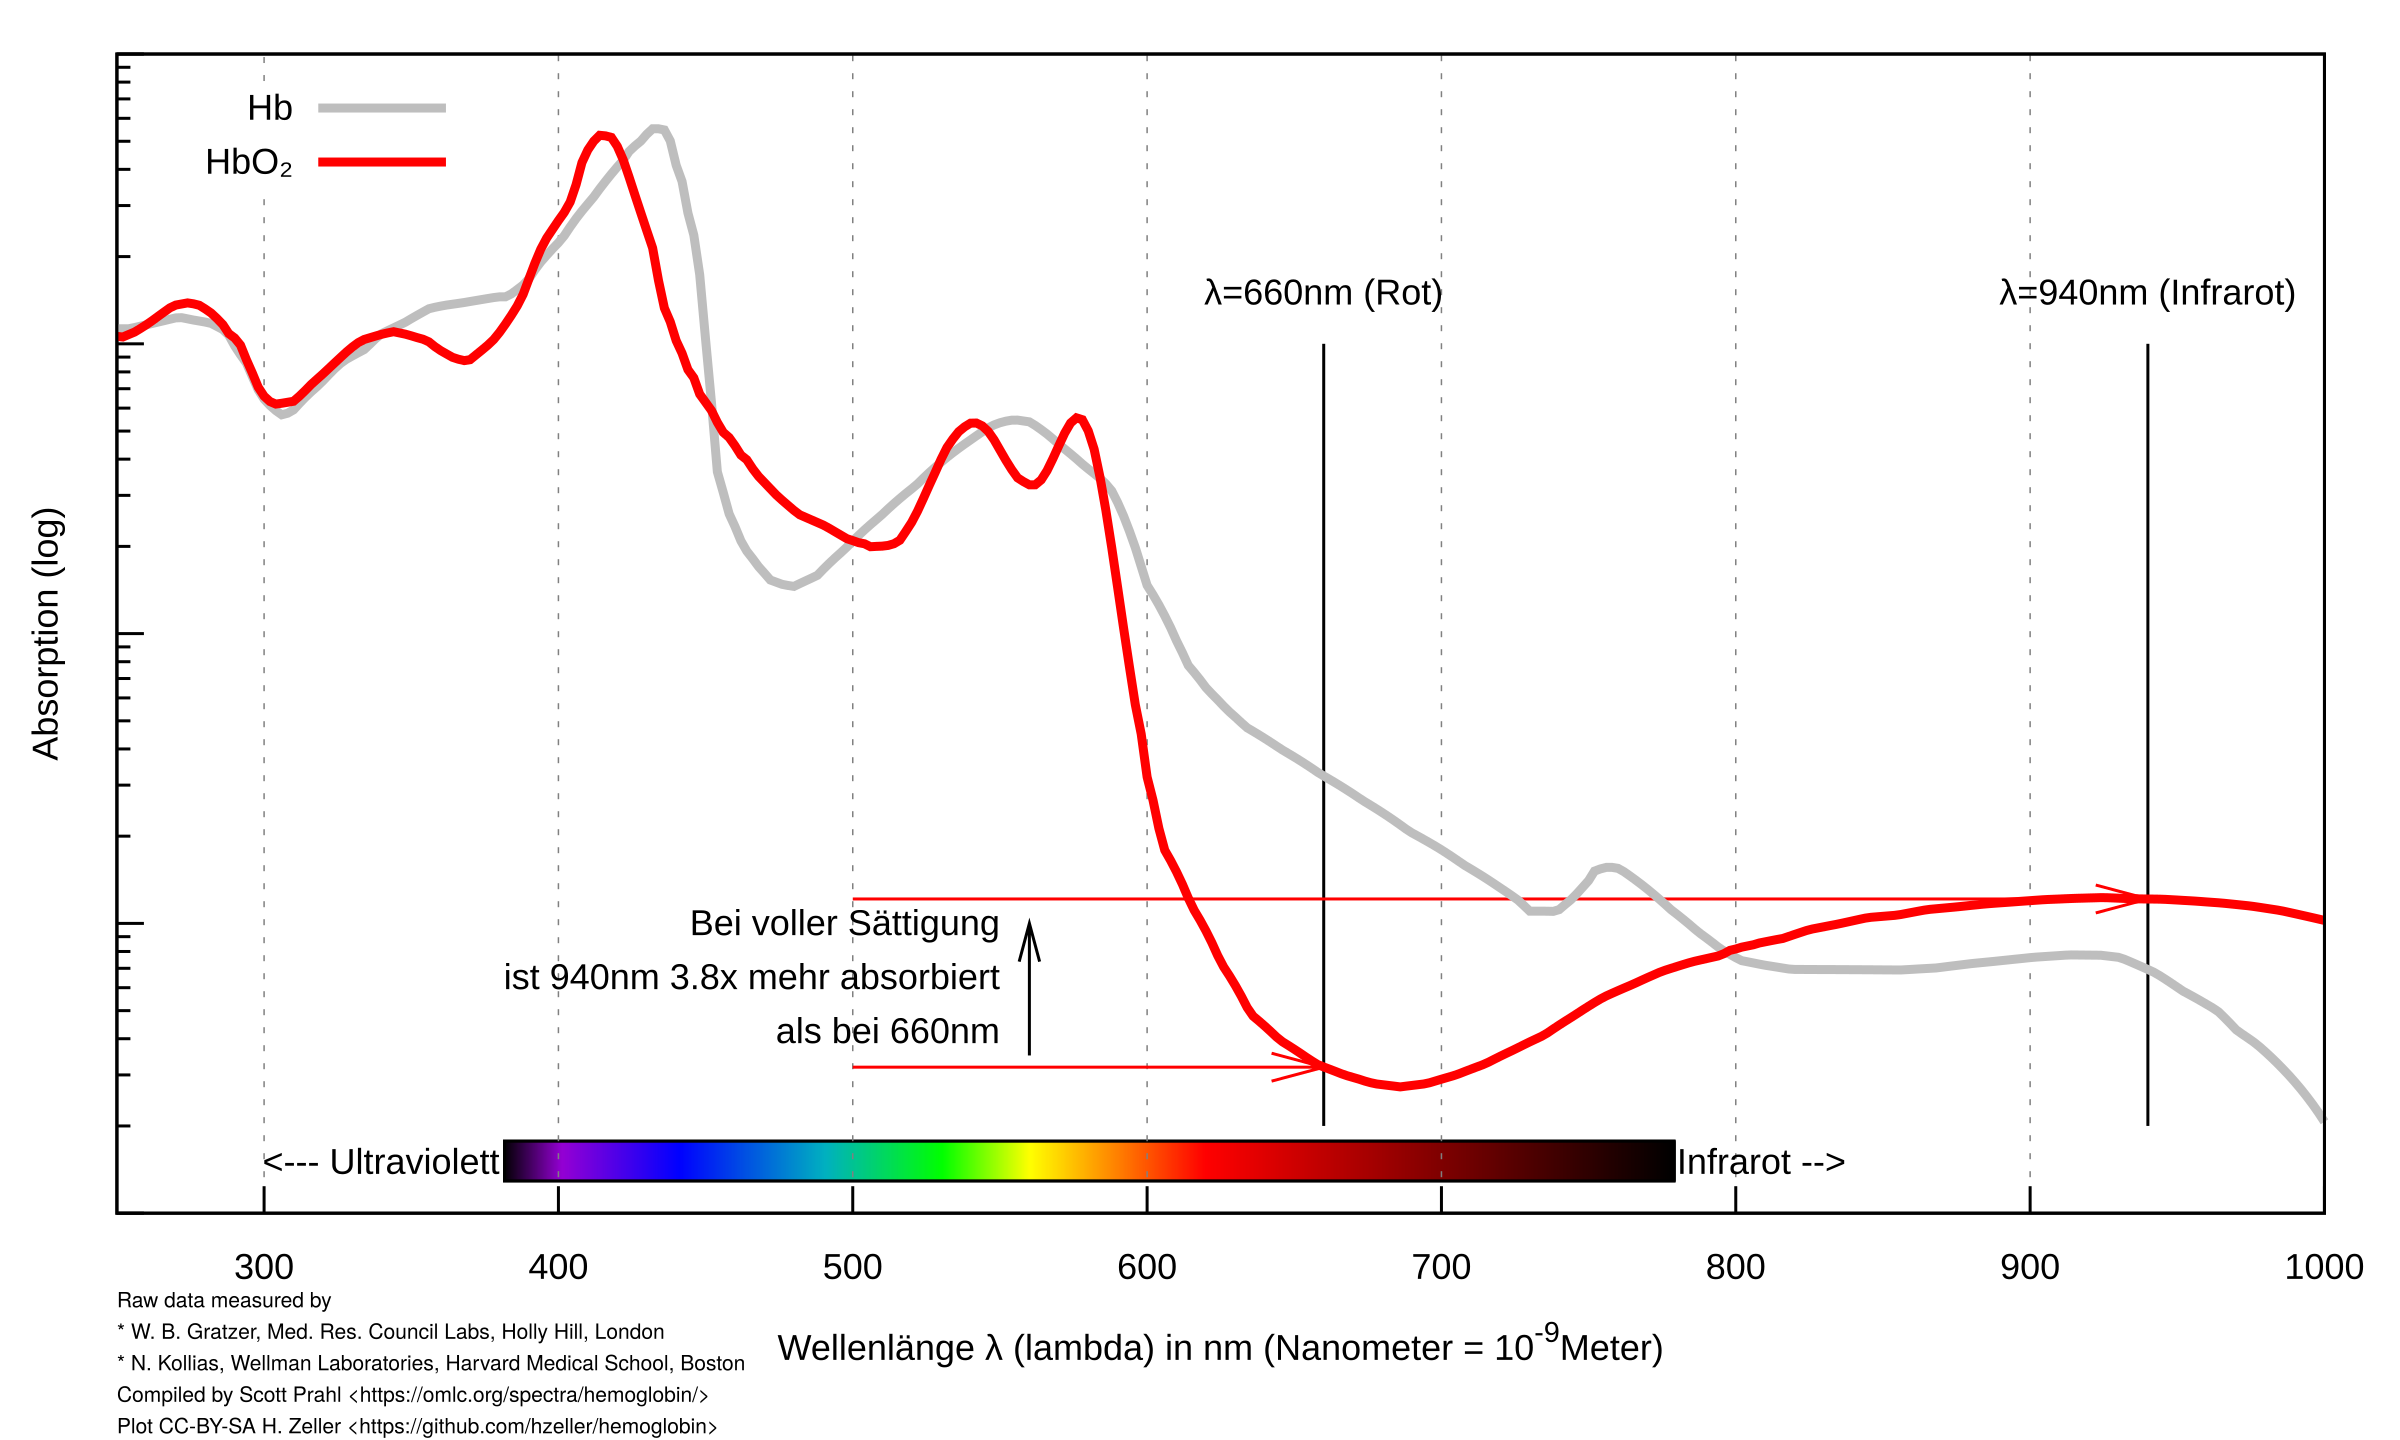 Hb
HbO₂
λ=660nm (Rot)
λ=940nm (Infrarot)
Absorption (log)
Bei voller Sättigung
ist 940nm 3.8x mehr absorbiert
als bei 660nm
<--- Ultraviolett
Infrarot -->
300 400 500 600 700 800 900 1000
Wellenlänge λ (lambda) in nm (Nanometer = 10⁻⁹Meter)
Raw data measured by
* W. B. Gratzer, Med. Res. Council Labs, Holly Hill, London
* N. Kollias, Wellman Laboratories, Harvard Medical School, Boston
Compiled by Scott Prahl <https://omlc.org/spectra/hemoglobin/>
Plot CC-BY-SA H. Zeller <https://github.com/hzeller/hemoglobin>